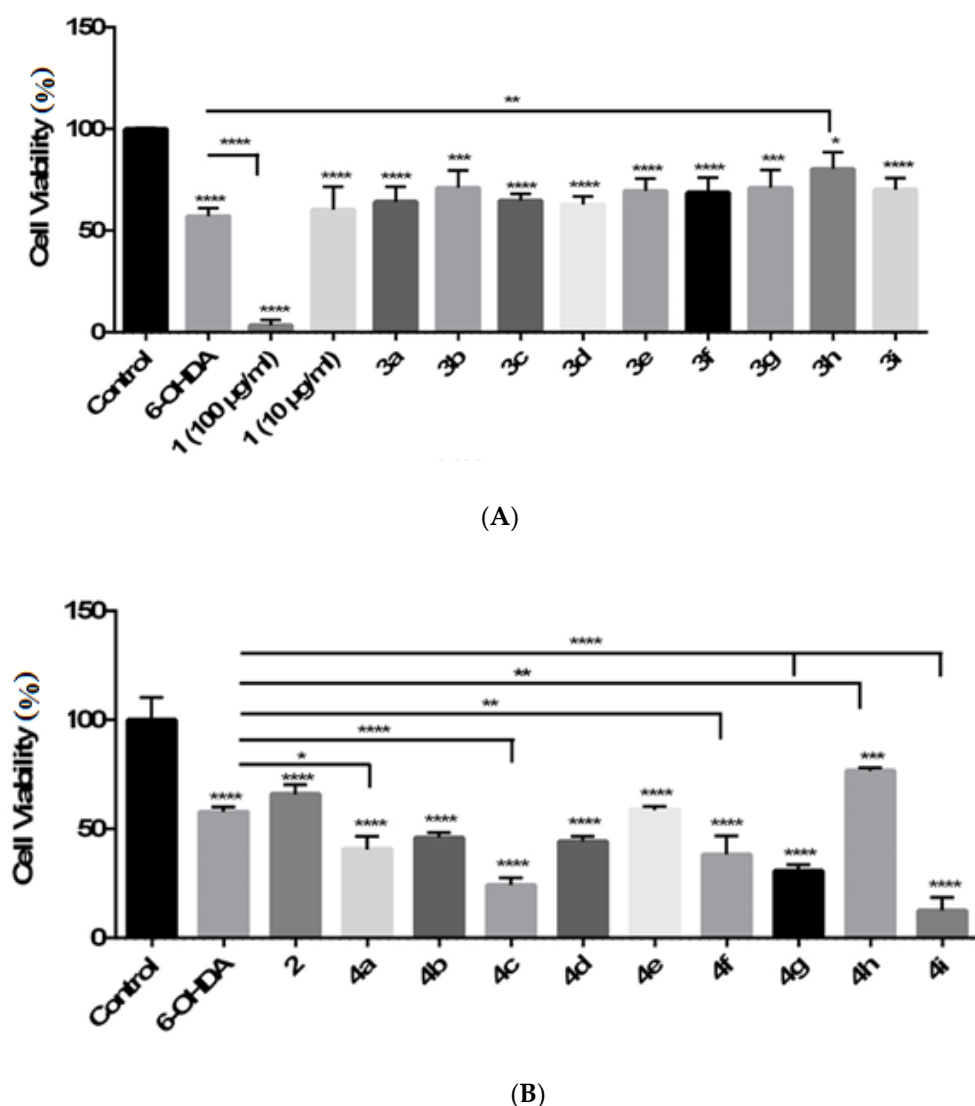 150
100
50
0
Cell Viability (%)
**
****
****
****
****
****
***
****
****
****
****
***
*
****
Control
6-OHDA
1 (100 µg/ml)
1 (10 µg/ml)
3a
3b
3c
3d
3e
3f
3g
3h
3i
(A)
150
100
50
0
Cell Viability (%)
****
**
**
****
*
****
****
****
****
****
****
****
****
****
***
****
Control
6-OHDA
2
4a
4b
4c
4d
4e
4f
4g
4h
4i
(B)